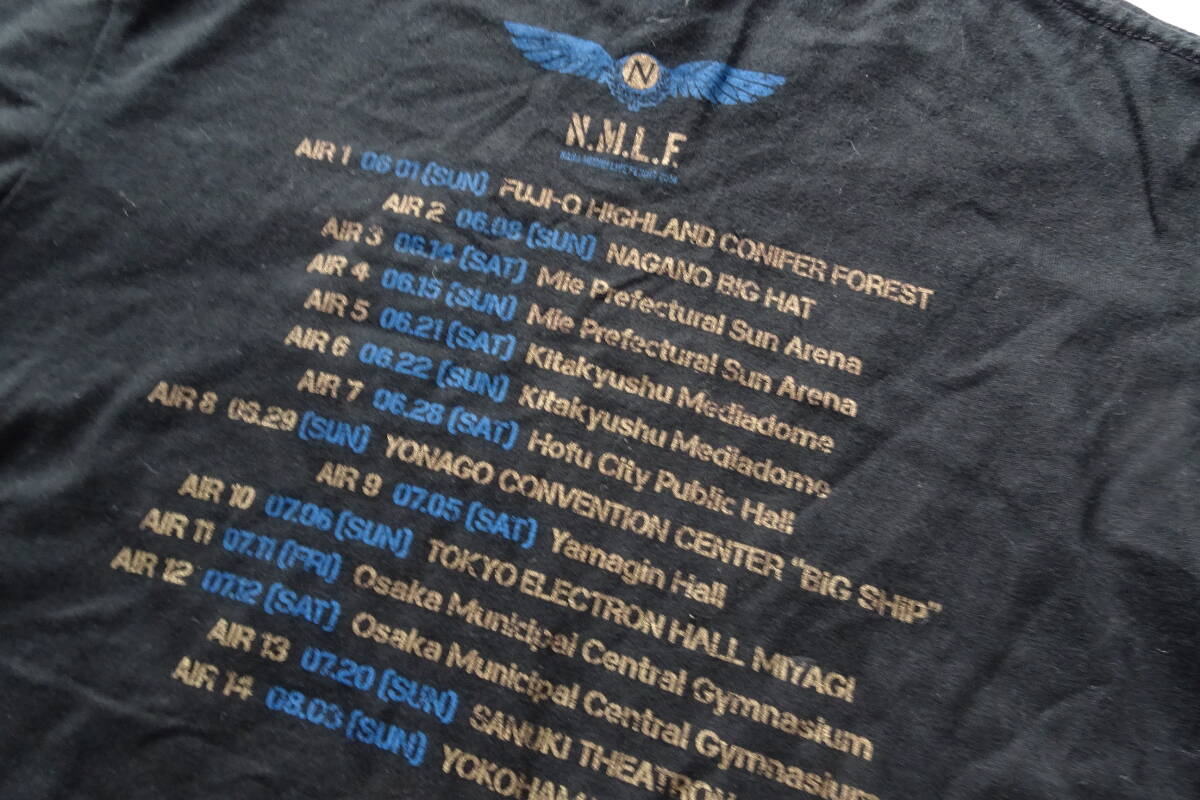 N
N.M.L.F.
AIR 1 06 01 (SUN) FUJI-Q HIGHLAND CONIFER FOREST
AIR 2 06.08 (SUN) NAGANO BIG HAT
AIR 3 06.14 (SAT) Mie Prefectural Sun Arena
AIR 4 06.15 (SUN) Mie Prefectural Sun Arena
AIR 5 06.21 (SAT) Kitakyushu Mediadome
AIR 6 06.22 (SUN) Kitakyushu Mediadome
AIR 7 06.28 (SAT) Hofu City Public Hall
AIR 8 06.29 (SUN) YONAGO CONVENTION CENTER "BiG SHiP"
AIR 9 07.05 (SAT) Yamagin Hall
AIR 10 07.06 (SUN) TOKYO ELECTRON HALL MIYAGI
AIR 11 07.11 (FRI) Osaka Municipal Central Gymnasium
AIR 12 07.12 (SAT) Osaka Municipal Central Gymnasium
AIR 13 07.20 (SUN) SANUKI THEATRON
AIR 14 08.03 (SUN) YOKOHAM